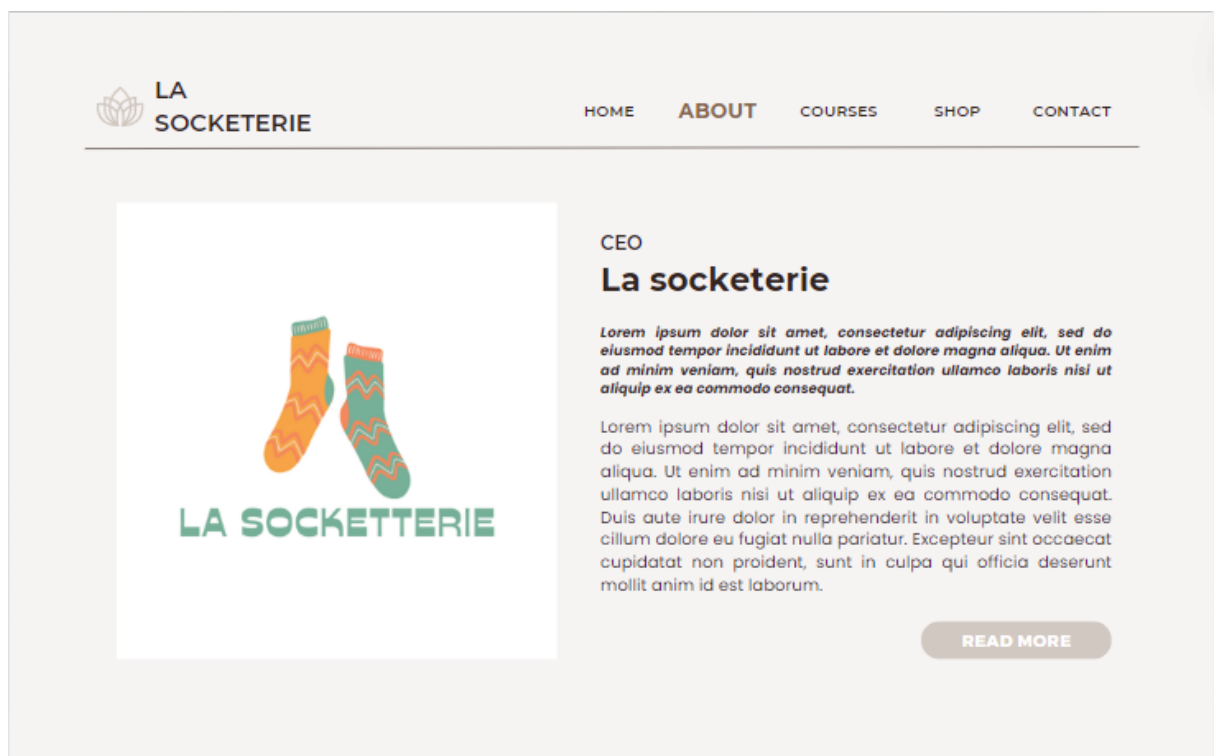 LA
SOCKETERIE
HOME ABOUT COURSES SHOP CONTACT
LA SOCKETTERIE
CEO
La socketerie
Lorem ipsum dolor sit amet, consectetur adipiscing elit, sed do
eiusmod tempor incididunt ut labore et dolore magna aliqua. Ut enim
ad minim veniam, quis nostrud exercitation ullamco laboris nisi ut
aliquip ex ea commodo consequat.
Lorem ipsum dolor sit amet, consectetur adipiscing elit, sed
do eiusmod tempor incididunt ut labore et dolore magna
aliqua. Ut enim ad minim veniam, quis nostrud exercitation
ullamco laboris nisi ut aliquip ex ea commodo consequat.
Duis aute irure dolor in reprehenderit in voluptate velit esse
cillum dolore eu fugiat nulla pariatur. Excepteur sint occaecat
cupidatat non proident, sunt in culpa qui officia deserunt
mollit anim id est laborum.
READ MORE